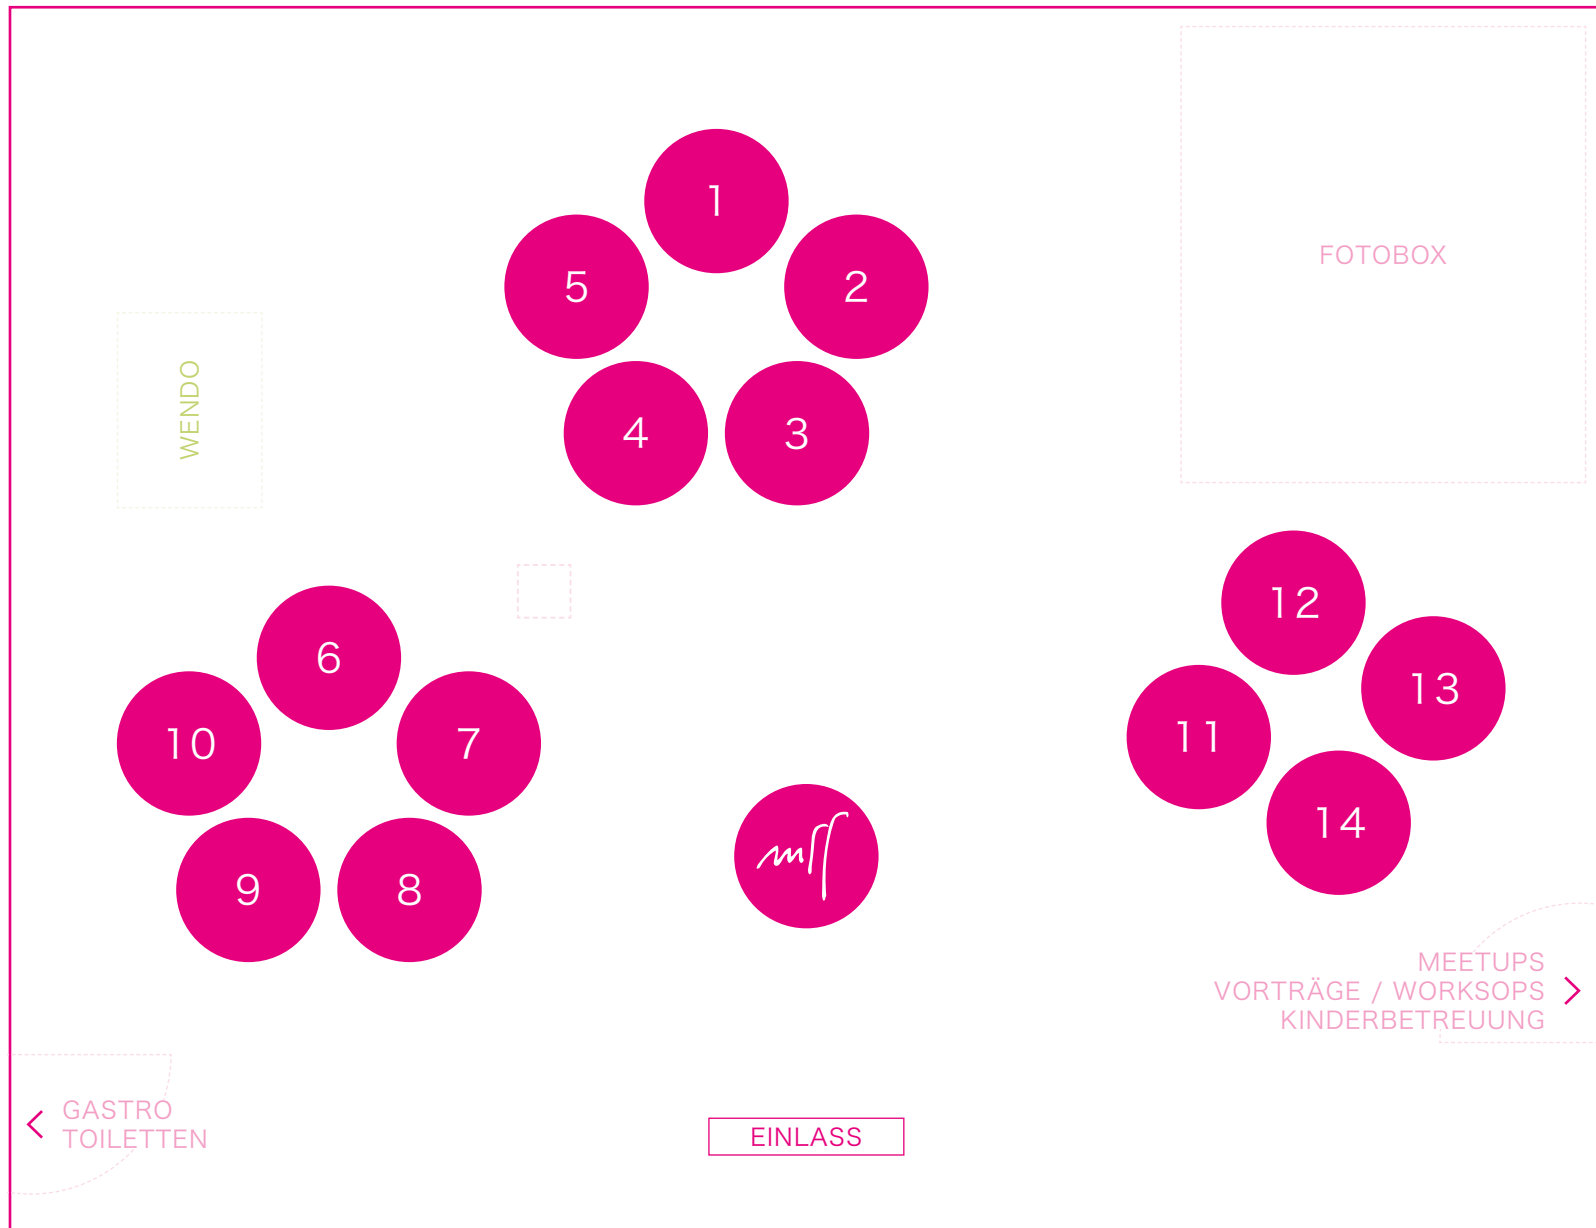 1
5
2
FOTOBOX
WENDO
4
3
12
6
13
10
7
11
14
mff
9
8
MEETUPS
VORTRÄGE / WORKSOPS
KINDERBETREUUNG
GASTRO
TOILETTEN
EINLASS